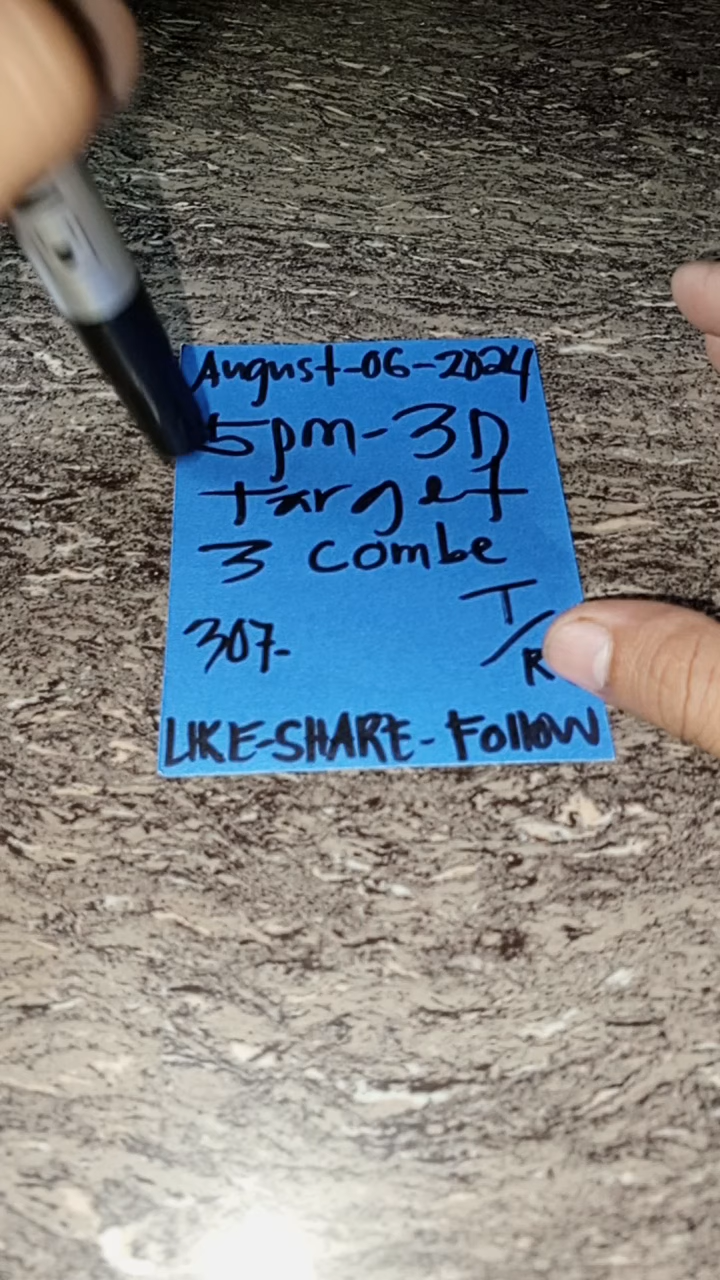 August-06-2024
5pm-3D
target
3 combe
307-
T/R
LIKE-SHARE-Follow